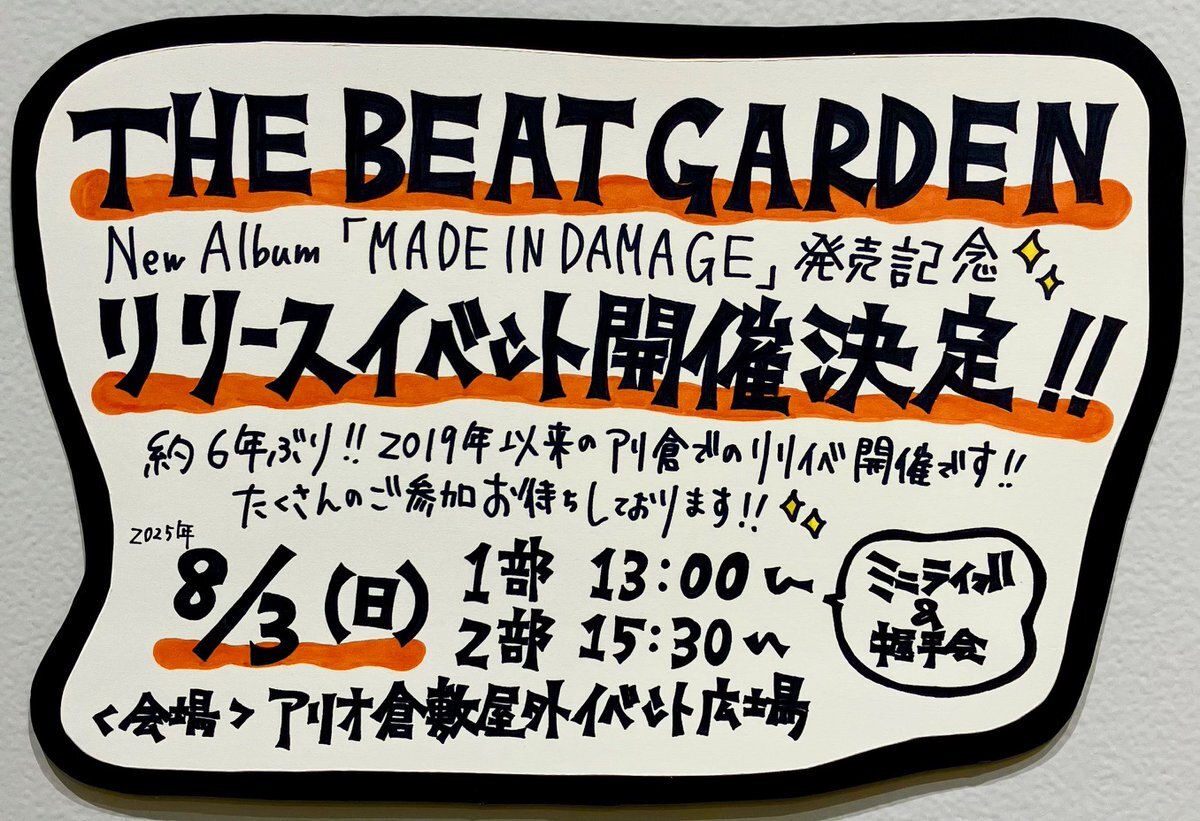 THE BEAT GARDEN
New Album「MADE IN DAMAGE」発売記念
リリースイベント開催決定!!
約6年ぶり!!2019年以来のアリ倉でのリリイベ開催です!!
たくさんのご参加お待ちしております!!
2025年
8/3(日)
1部 13:00〜
2部 15:30〜
ミニライブ
&
握手会
<会場>アリオ倉敷屋外イベント広場